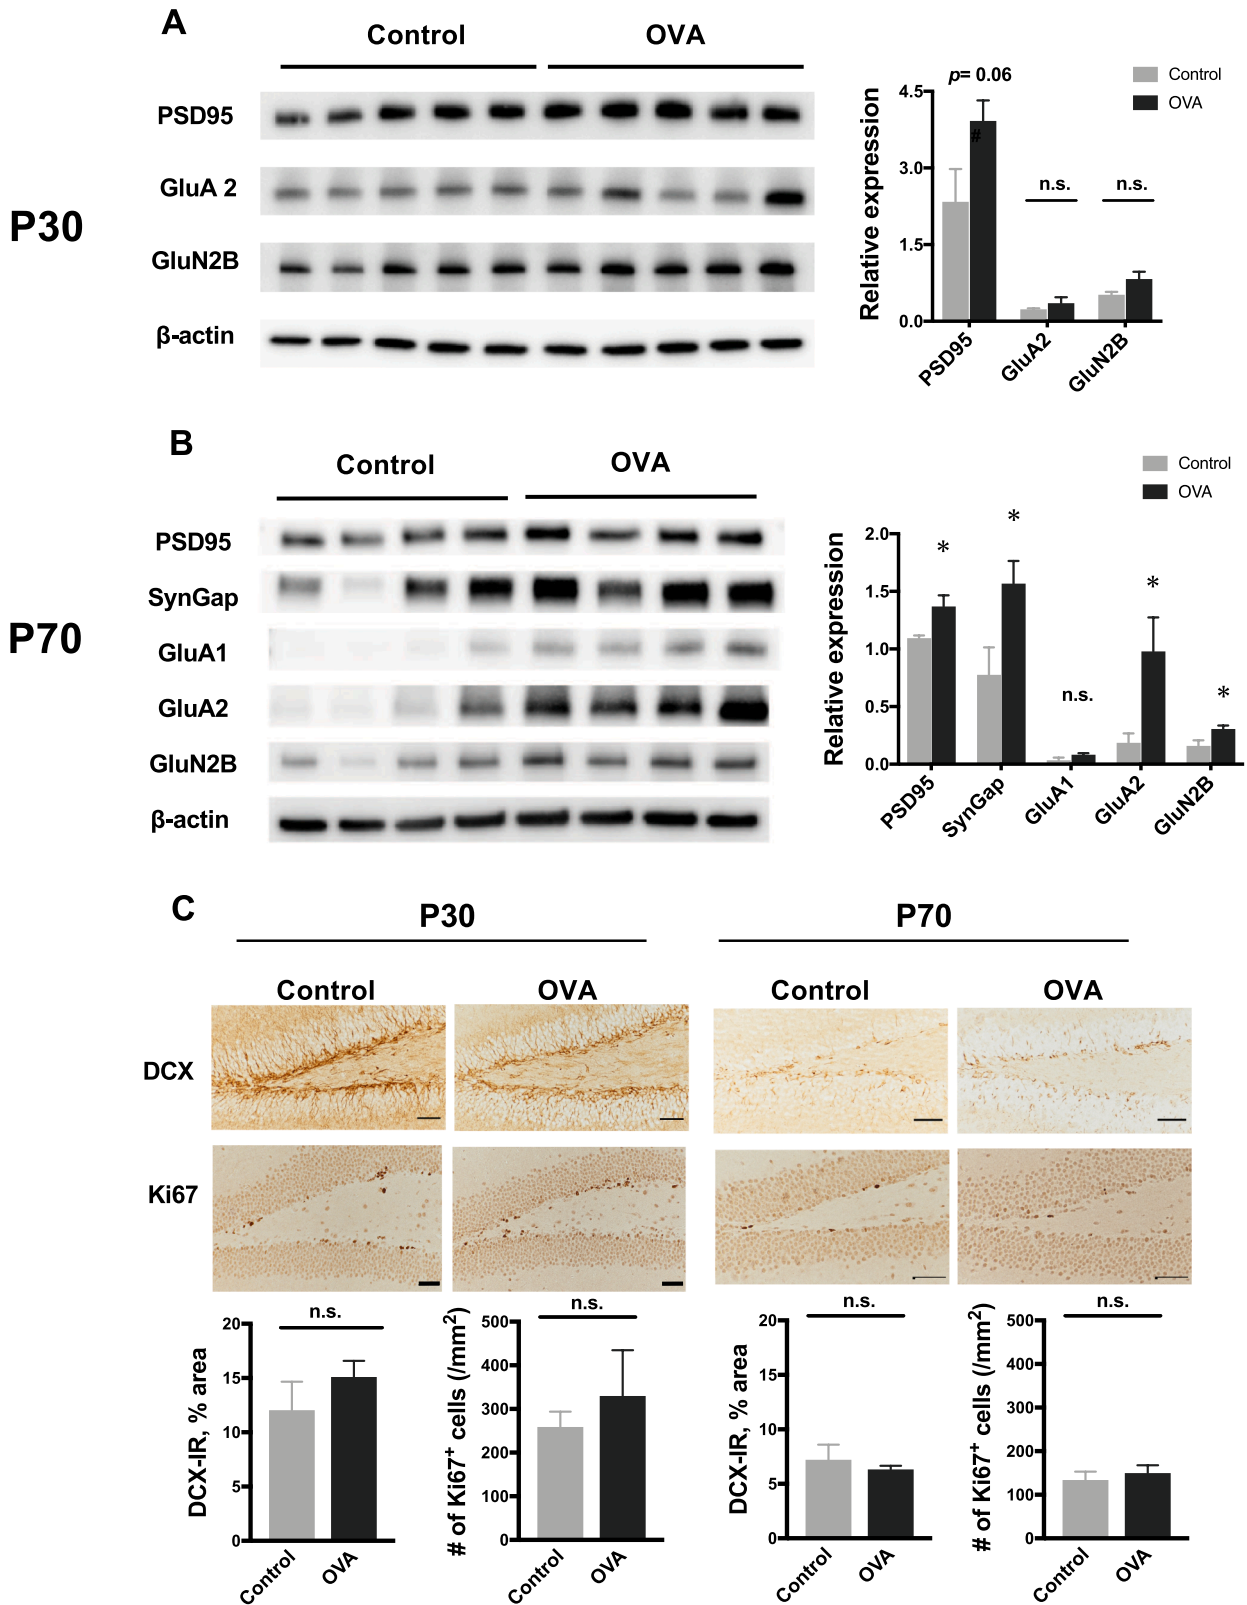 A
Control
OVA
P30
PSD95
GluA 2
GluN2B
β-actin
p= 0.06
Control
OVA
Relative expression
4.5
3.0
1.5
0.0
#
n.s.
n.s.
PSD95
GluA2
GluN2B
B
Control
OVA
P70
PSD95
SynGap
GluA1
GluA2
GluN2B
β-actin
Control
OVA
Relative expression
2.0
1.5
1.0
0.5
0.0
*
*
n.s.
*
*
PSD95
SynGap
GluA1
GluA2
GluN2B
C
P30
P70
Control
OVA
Control
OVA
DCX
Ki67
n.s.
DCX-IR, % area
20
15
10
5
0
Control
OVA
n.s.
# of Ki67+ cells (/mm2)
500
400
300
200
100
0
Control
OVA
n.s.
DCX-IR, % area
20
15
10
5
0
Control
OVA
n.s.
# of Ki67+ cells (/mm2)
500
400
300
200
100
0
Control
OVA